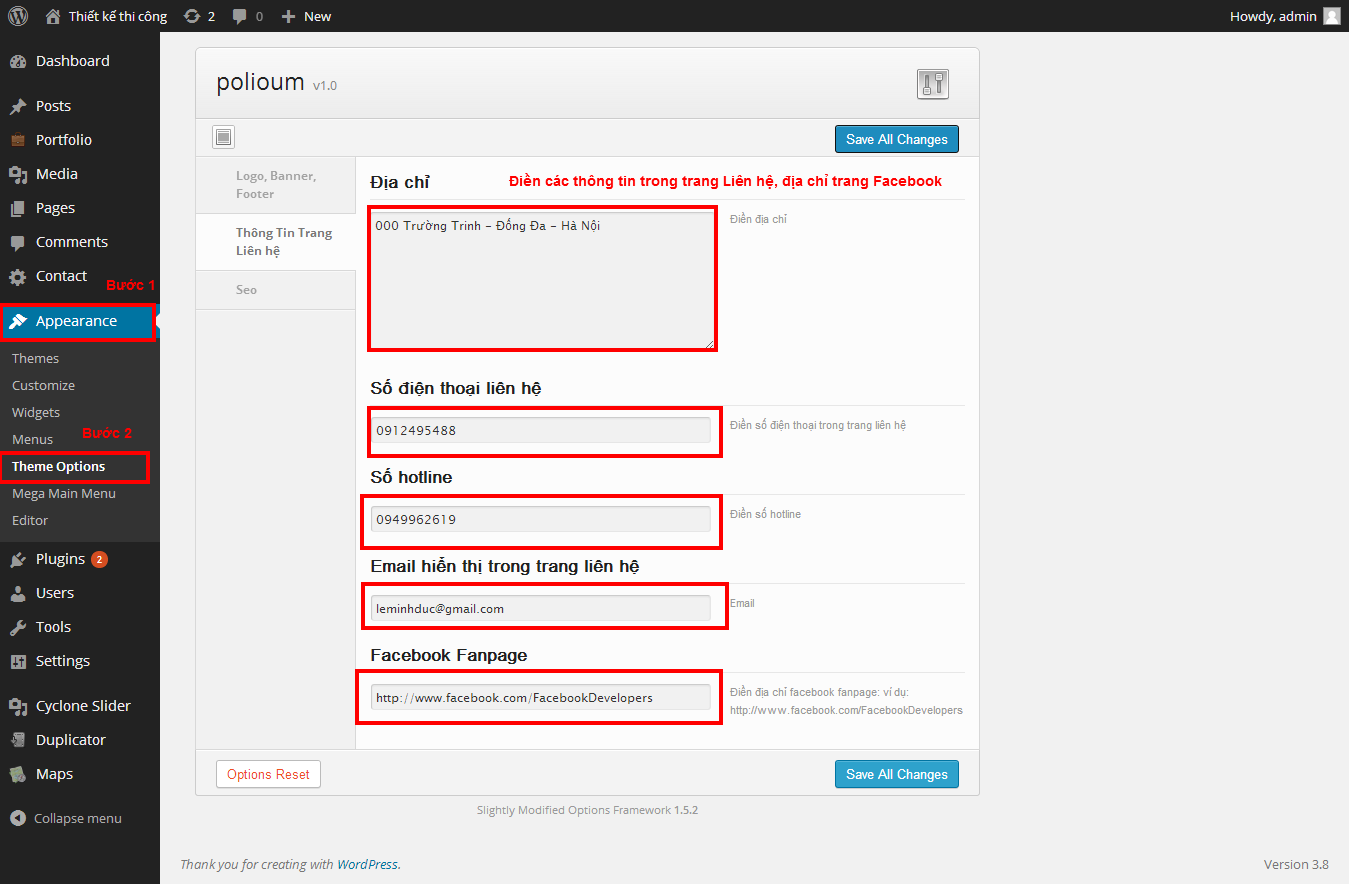 Thiết kế thi công
2
0
New
Howdy, admin
Dashboard
Posts
Portfolio
Media
Pages
Comments
Contact
Bước 1
Appearance
Themes
Customize
Widgets
Menus
Bước 2
Theme Options
Mega Main Menu
Editor
Plugins 2
Users
Tools
Settings
Cyclone Slider
Duplicator
Maps
Collapse menu
polioum v1.0
Save All Changes
Logo, Banner,
Footer
Thông Tin Trang
Liên hệ
Seo
Địa chỉ
Điền các thông tin trong trang Liên hệ, địa chỉ trang Facebook
000 Trường Trinh - Đống Đa - Hà Nội
Điền địa chỉ
Số điện thoại liên hệ
0912495488
Điền số điện thoại trong trang liên hệ
Số hotline
0949962619
Điền số hotline
Email hiển thị trong trang liên hệ
leminhduc@gmail.com
Email
Facebook Fanpage
http://www.facebook.com/FacebookDevelopers
Điền địa chỉ facebook fanpage: ví dụ:
http://www.facebook.com/FacebookDevelopers
Options Reset
Save All Changes
Slightly Modified Options Framework 1.5.2
Thank you for creating with WordPress.
Version 3.8